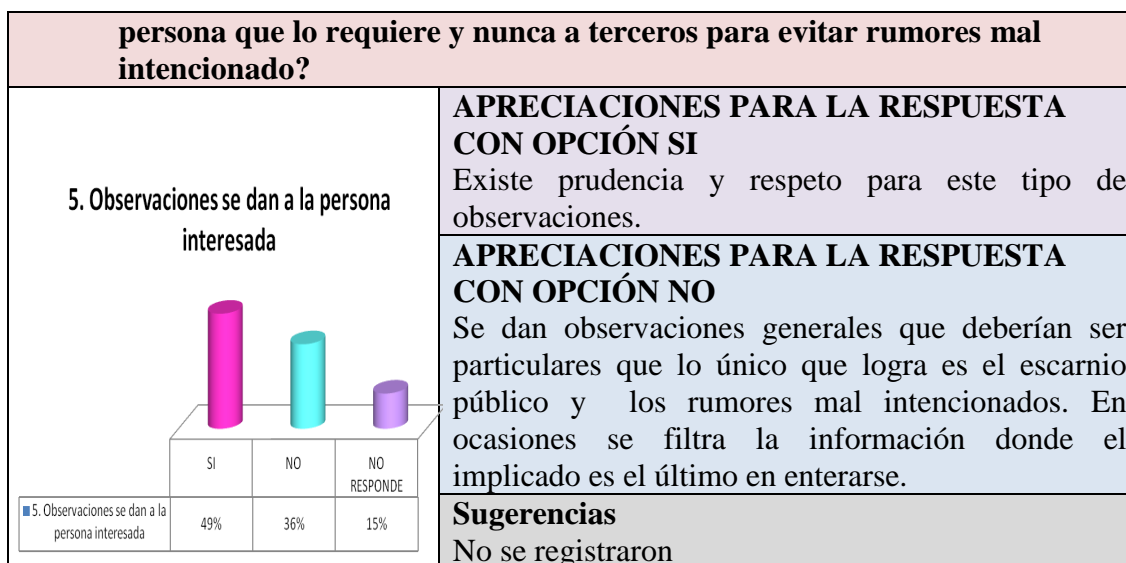 persona que lo requiere y nunca a terceros para evitar rumores mal
intencionado?
5. Observaciones se dan a la persona
interesada
SI
NO
NO
RESPONDE
5. Observaciones se dan a la
persona interesada
49%
36%
15%
APRECIACIONES PARA LA RESPUESTA
CON OPCIÓN SI
Existe prudencia y respeto para este tipo de
observaciones.
APRECIACIONES PARA LA RESPUESTA
CON OPCIÓN NO
Se dan observaciones generales que deberían ser
particulares que lo único que logra es el escarnio
público y los rumores mal intencionados. En
ocasiones se filtra la información donde el
implicado es el último en enterarse.
Sugerencias
No se registraron